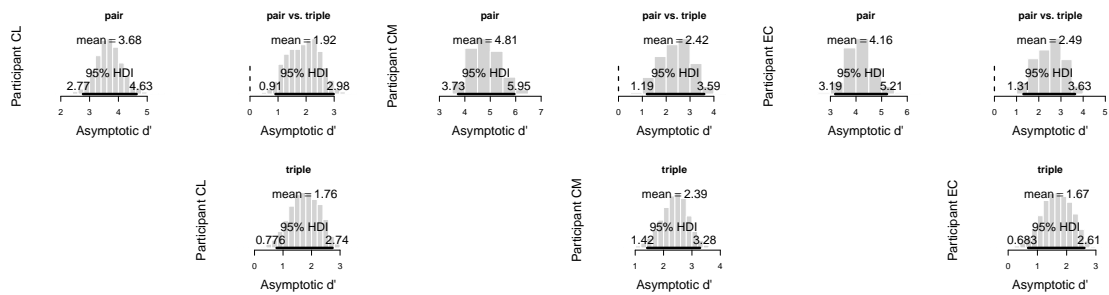 Participant CL
pair
mean = 3.68
95% HDI
2.77 4.63
2 3 4 5
Asymptotic d'
pair vs. triple
mean = 1.92
95% HDI
0.91 2.98
0 1 2 3
Asymptotic d'
Participant CM
pair
mean = 4.81
95% HDI
3.73 5.95
3 4 5 6 7
Asymptotic d'
pair vs. triple
mean = 2.42
95% HDI
1.19 3.59
0 1 2 3 4
Asymptotic d'
Participant EC
pair
mean = 4.16
95% HDI
3.19 5.21
3 4 5 6
Asymptotic d'
pair vs. triple
mean = 2.49
95% HDI
1.31 3.63
0 1 2 3 4 5
Asymptotic d'
Participant CL
triple
mean = 1.76
95% HDI
0.776 2.74
0 1 2 3
Asymptotic d'
Participant CM
triple
mean = 2.39
95% HDI
1.42 3.28
1 2 3 4
Asymptotic d'
Participant EC
triple
mean = 1.67
95% HDI
0.683 2.61
0 1 2 3
Asymptotic d'